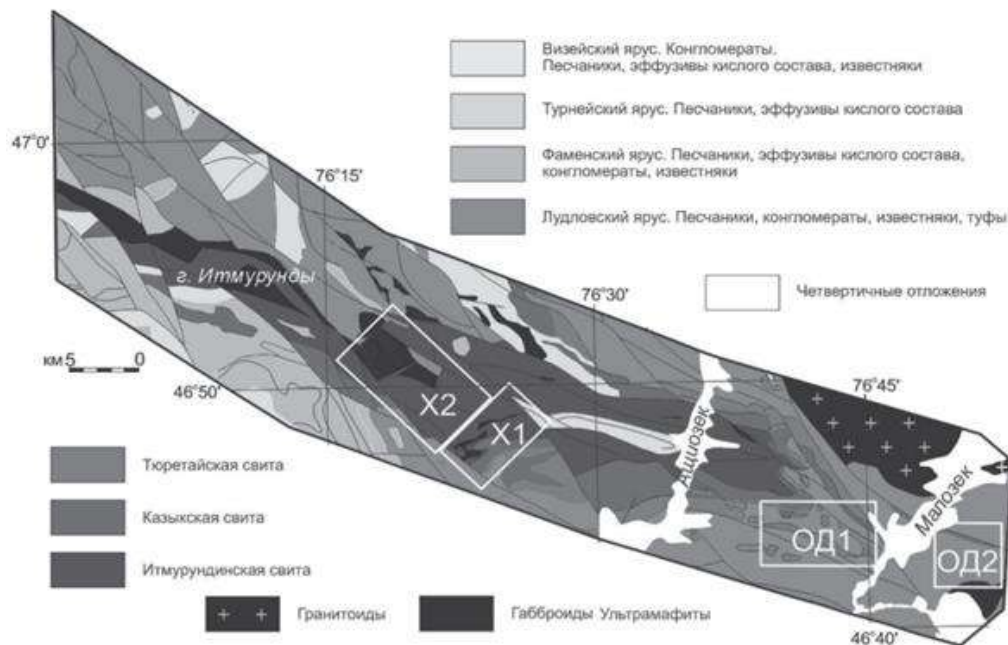 Визейский ярус. Конгломераты.
Песчаники, эффузивы кислого состава, известняки
Турнейский ярус. Песчаники, эффузивы кислого состава
Фаменский ярус. Песчаники, эффузивы кислого состава,
конгломераты, известняки
Лудловский ярус. Песчаники, конгломераты, известняки, туфы
Четвертичные отложения
47°0'
76°15'
г. Итмурунды
76°30'
км5 0
46°50'
X2
X1
Ащиозек
76°45'
Малозек
ОД1
ОД2
46°40'
Тюретайская свита
Казыкская свита
Итмурундинская свита
Гранитоиды
Габброиды Ультрамафиты